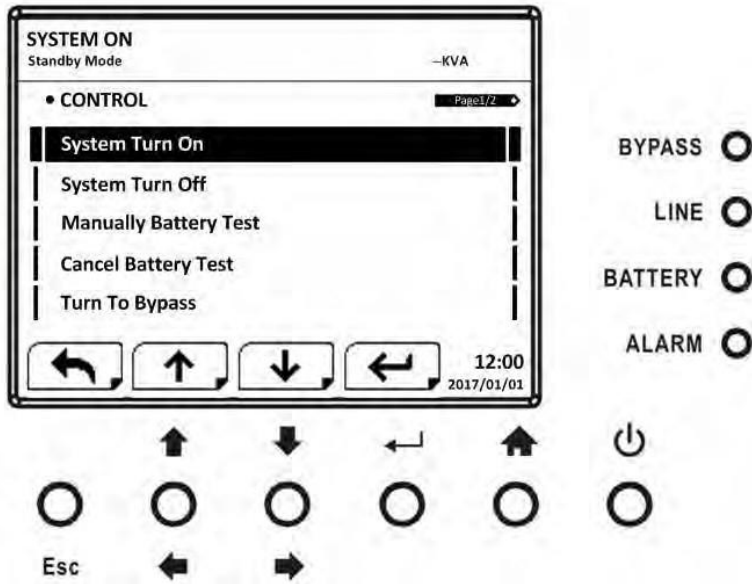 SYSTEM ON
Standby Mode –KVA
• CONTROL Page1/2
System Turn On
System Turn Off
Manually Battery Test
Cancel Battery Test
Turn To Bypass
12:00
2017/01/01
BYPASS
LINE
BATTERY
ALARM
Esc